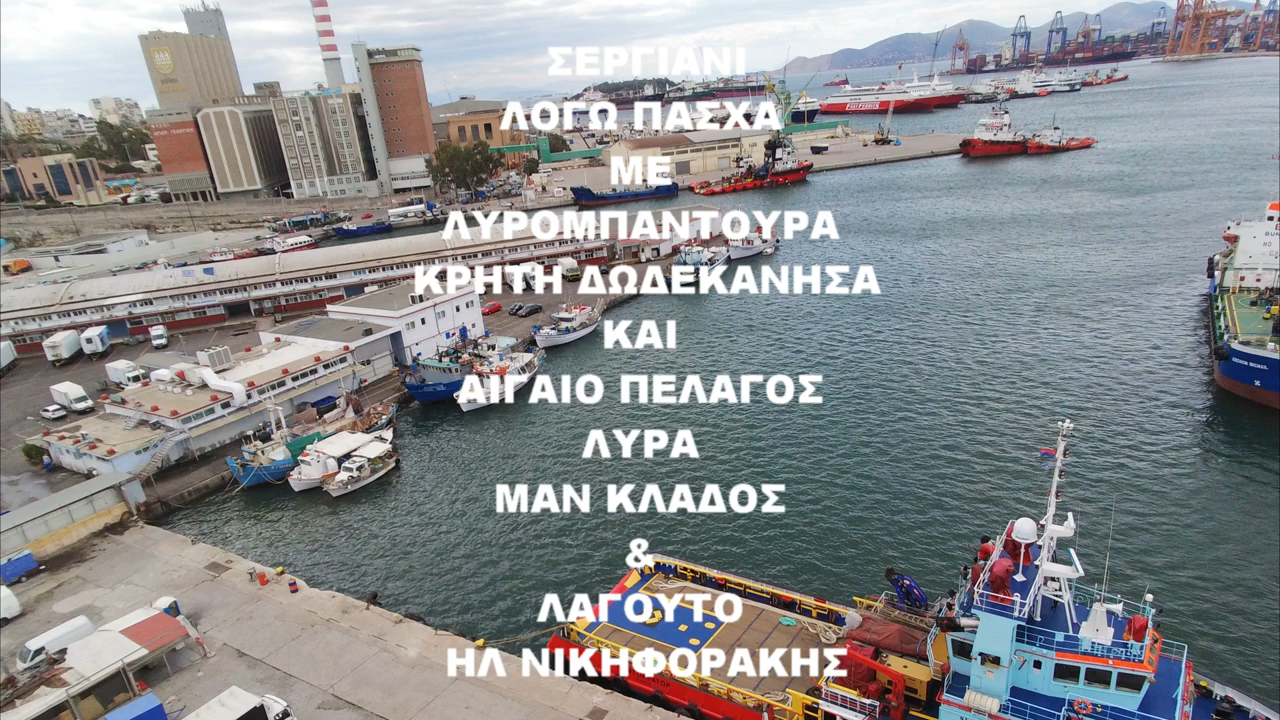 ΣΕΡΓΙΑΝΙ
ΛΟΓΩ ΠΑΣΧΑ
ΜΕ
ΛΥΡΟΜΠΑΝΤΟΥΡΑ
ΚΡΗΤΗ ΔΩΔΕΚΑΝΗΣΑ
ΚΑΙ
ΑΙΓΑΙΟ ΠΕΛΑΓΟΣ
ΛΥΡΑ
ΜΑΝ ΚΛΑΔΟΣ
&
ΛΑΓΟΥΤΟ
ΗΛ ΝΙΚΗΦΟΡΑΚΗΣ